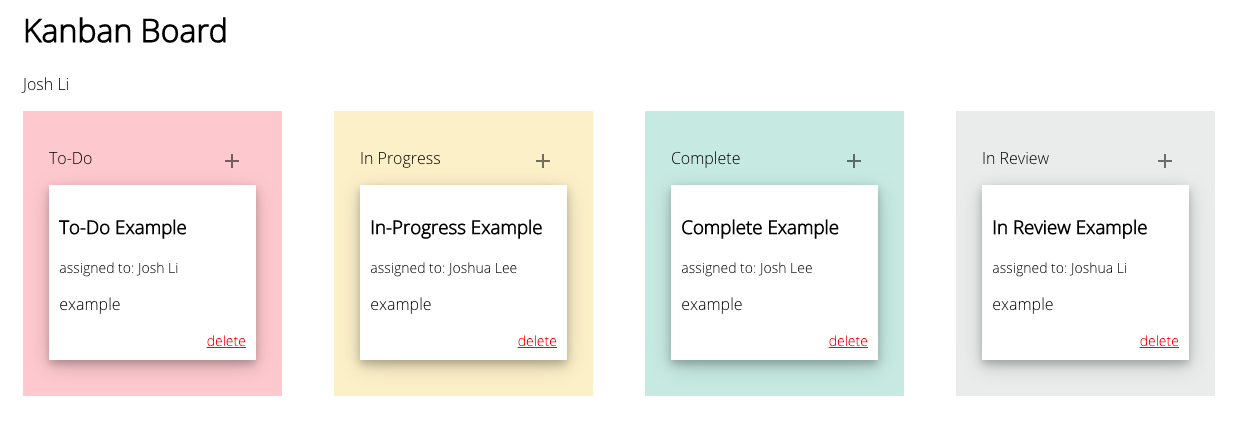 Kanban Board
Josh Li
To-Do +
To-Do Example
assigned to: Josh Li
example
delete
In Progress +
In-Progress Example
assigned to: Joshua Lee
example
delete
Complete +
Complete Example
assigned to: Josh Lee
example
delete
In Review +
In Review Example
assigned to: Joshua Li
example
delete